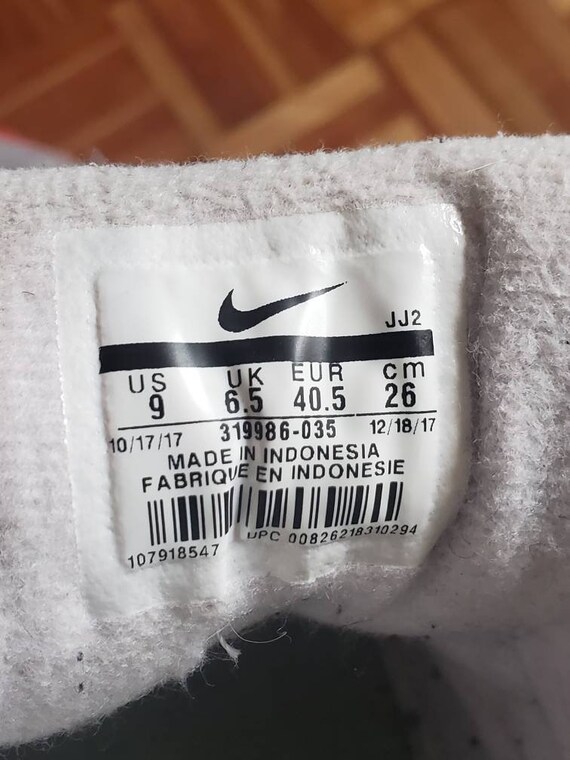 JJ2
US UK EUR cm
9 6.5 40.5 26
10/17/17 319986-035 12/18/17
MADE IN INDONESIA
FABRIQUE EN INDONESIE
107918547 UPC 00826218310294